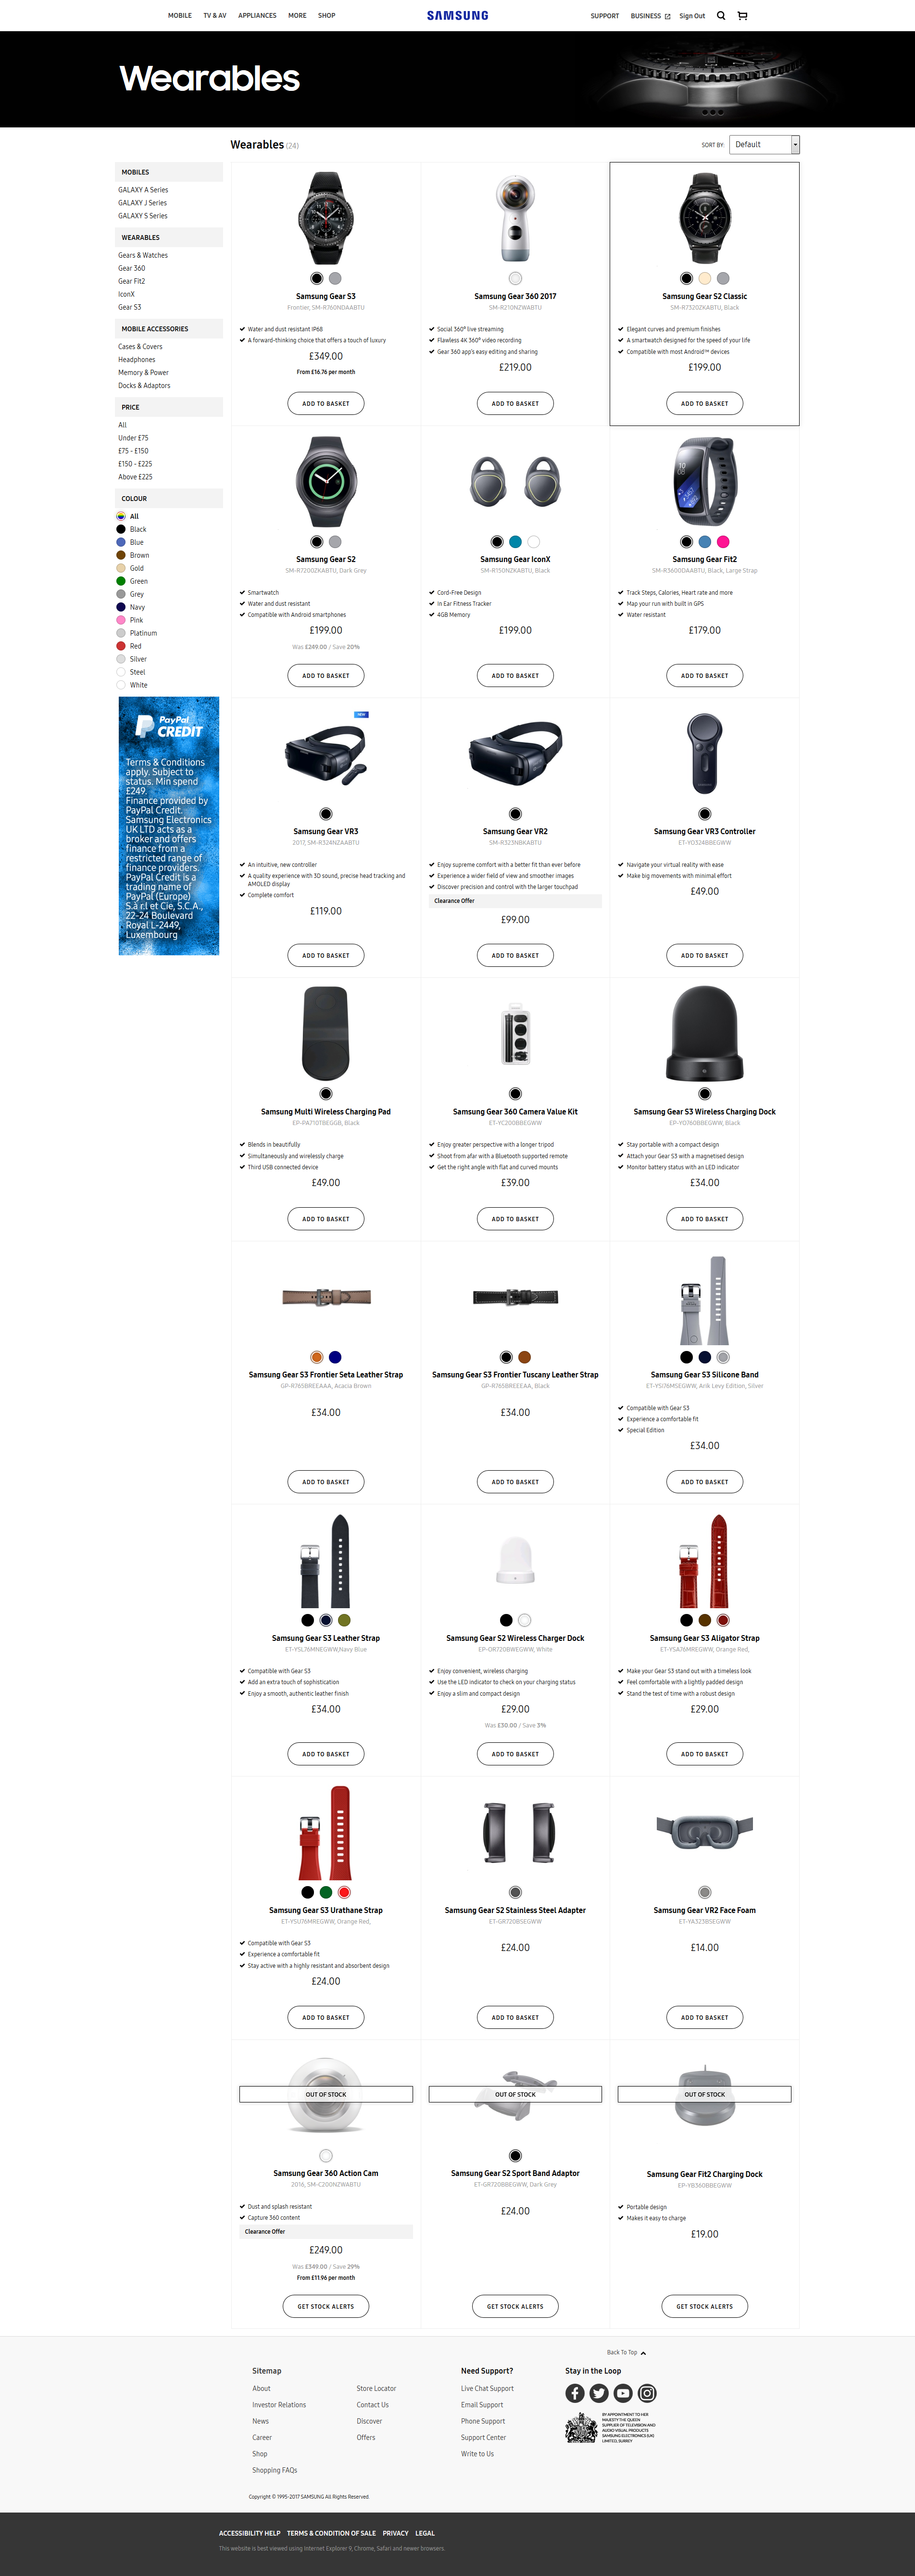 MOBILE TV & AV APPLIANCES MORE SHOP SAMSUNG SUPPORT BUSINESS Sign Out
Wearables
Wearables (24) SORT BY: Default
MOBILES
GALAXY A Series
GALAXY J Series
GALAXY S Series
WEARABLES
Gears & Watches
Gear 360
Gear Fit2
IconX
Gear S3
MOBILE ACCESSORIES
Cases & Covers
Headphones
Memory & Power
Docks & Adaptors
PRICE
All
Under £75
£75 - £150
£150 - £225
Above £225
COLOUR
All
Black
Blue
Brown
Gold
Green
Grey
Navy
Pink
Platinum
Red
Silver
Steel
White
PayPal
CREDIT
Terms & Conditions
apply. Subject to
status. Min spend
£249.
Finance provided by
PayPal Credit.
Samsung Electronics
UK LTD acts as a
broker and offers
finance from a
restricted range of
finance providers.
PayPal Credit is a
trading name of
PayPal (Europe)
S.à r.l et Cie, S.C.A.,
22-24 Boulevard
Royal L-2449,
Luxembourg
Samsung Gear S3
Frontier, SM-R760NDAABTU
Water and dust resistant IP68
A forward-thinking choice that offers a touch of luxury
£349.00
From £16.76 per month
ADD TO BASKET
Samsung Gear 360 2017
SM-R210NZWABTU
Social 360° live streaming
Flawless 4K 360° video recording
Gear 360 app's easy editing and sharing
£219.00
ADD TO BASKET
Samsung Gear S2 Classic
SM-R7320ZKABTU, Black
Elegant curves and premium finishes
A smartwatch designed for the speed of your life
Compatible with most Android™ devices
£199.00
ADD TO BASKET
Samsung Gear S2
SM-R7200ZKABTU, Dark Grey
Smartwatch
Water and dust resistant
Compatible with Android smartphones
£199.00
Was £249.00 / Save 20%
ADD TO BASKET
Samsung Gear IconX
SM-R150NZKABTU, Black
Cord-Free Design
In Ear Fitness Tracker
4GB Memory
£199.00
ADD TO BASKET
Samsung Gear Fit2
SM-R3600DAABTU, Black, Large Strap
Track Steps, Calories, Heart rate and more
Map your run with built in GPS
Water resistant
£179.00
ADD TO BASKET
NEW
Samsung Gear VR3
2017, SM-R324NZAABTU
An intuitive, new controller
A quality experience with 3D sound, precise head tracking and
AMOLED display
Complete comfort
£119.00
ADD TO BASKET
Samsung Gear VR2
SM-R323NBKABTU
Enjoy supreme comfort with a better fit than ever before
Experience a wider field of view and smoother images
Discover precision and control with the larger touchpad
Clearance Offer
£99.00
ADD TO BASKET
Samsung Gear VR3 Controller
ET-YO324BBEGWW
Navigate your virtual reality with ease
Make big movements with minimal effort
£49.00
ADD TO BASKET
Samsung Multi Wireless Charging Pad
EP-PA710TBEGGB, Black
Blends in beautifully
Simultaneously and wirelessly charge
Third USB connected device
£49.00
ADD TO BASKET
Samsung Gear 360 Camera Value Kit
ET-YC200BBEGWW
Enjoy greater perspective with a longer tripod
Shoot from afar with a Bluetooth supported remote
Get the right angle with flat and curved mounts
£39.00
ADD TO BASKET
Samsung Gear S3 Wireless Charging Dock
EP-YO760BBEGWW, Black
Stay portable with a compact design
Attach your Gear S3 with a magnetised design
Monitor battery status with an LED indicator
£34.00
ADD TO BASKET
Samsung Gear S3 Frontier Seta Leather Strap
GP-R765BREEAAA, Acacia Brown
£34.00
ADD TO BASKET
Samsung Gear S3 Frontier Tuscany Leather Strap
GP-R765BREEEAA, Black
£34.00
ADD TO BASKET
Samsung Gear S3 Silicone Band
ET-YSI76MSEGWW, Arik Levy Edition, Silver
Compatible with Gear S3
Experience a comfortable fit
Special Edition
£34.00
ADD TO BASKET
Samsung Gear S3 Leather Strap
ET-YSL76MNEGWW,Navy Blue
Compatible with Gear S3
Add an extra touch of sophistication
Enjoy a smooth, authentic leather finish
£34.00
ADD TO BASKET
Samsung Gear S2 Wireless Charger Dock
EP-OR720BWEGWW, White
Enjoy convenient, wireless charging
Use the LED indicator to check on your charging status
Enjoy a slim and compact design
£29.00
Was £30.00 / Save 3%
ADD TO BASKET
Samsung Gear S3 Aligator Strap
ET-YSA76MREGWW, Orange Red,
Make your Gear S3 stand out with a timeless look
Feel comfortable with a lightly padded design
Stand the test of time with a robust design
£29.00
ADD TO BASKET
Samsung Gear S3 Urathane Strap
ET-YSU76MREGWW, Orange Red,
Compatible with Gear S3
Experience a comfortable fit
Stay active with a highly resistant and absorbent design
£24.00
ADD TO BASKET
Samsung Gear S2 Stainless Steel Adapter
ET-GR720BSEGWW
£24.00
ADD TO BASKET
Samsung Gear VR2 Face Foam
ET-YA323BSEGWW
£14.00
ADD TO BASKET
OUT OF STOCK
Samsung Gear 360 Action Cam
2016, SM-C200NZWABTU
Dust and splash resistant
Capture 360 content
Clearance Offer
£249.00
Was £349.00 / Save 29%
From £11.96 per month
GET STOCK ALERTS
OUT OF STOCK
Samsung Gear S2 Sport Band Adaptor
ET-GR720BBEGWW, Dark Grey
£24.00
GET STOCK ALERTS
OUT OF STOCK
Samsung Gear Fit2 Charging Dock
EP-YB360BBEGWW
Portable design
Makes it easy to charge
£19.00
GET STOCK ALERTS
Back To Top
Sitemap
About
Investor Relations
News
Career
Shop
Shopping FAQs
Store Locator
Contact Us
Discover
Offers
Need Support?
Live Chat Support
Email Support
Phone Support
Support Center
Write to Us
Stay in the Loop
BY APPOINTMENT TO HER
MAJESTY THE QUEEN
SUPPLIER OF TELEVISION AND
AUDIO VISUAL PRODUCTS
SAMSUNG ELECTRONICS (UK)
LIMITED, SURREY
Copyright © 1995-2017 SAMSUNG All Rights Reserved.
ACCESSIBILITY HELP TERMS & CONDITION OF SALE PRIVACY LEGAL
This website is best viewed using Internet Explorer 9, Chrome, Safari and newer browsers.